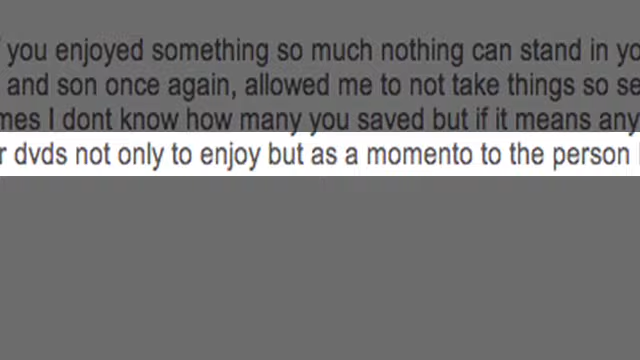 you enjoyed something so much nothing can stand in yo
and son once again, allowed me to not take things so se
mes I dont know how many you saved but if it means any
r dvds not only to enjoy but as a momento to the person